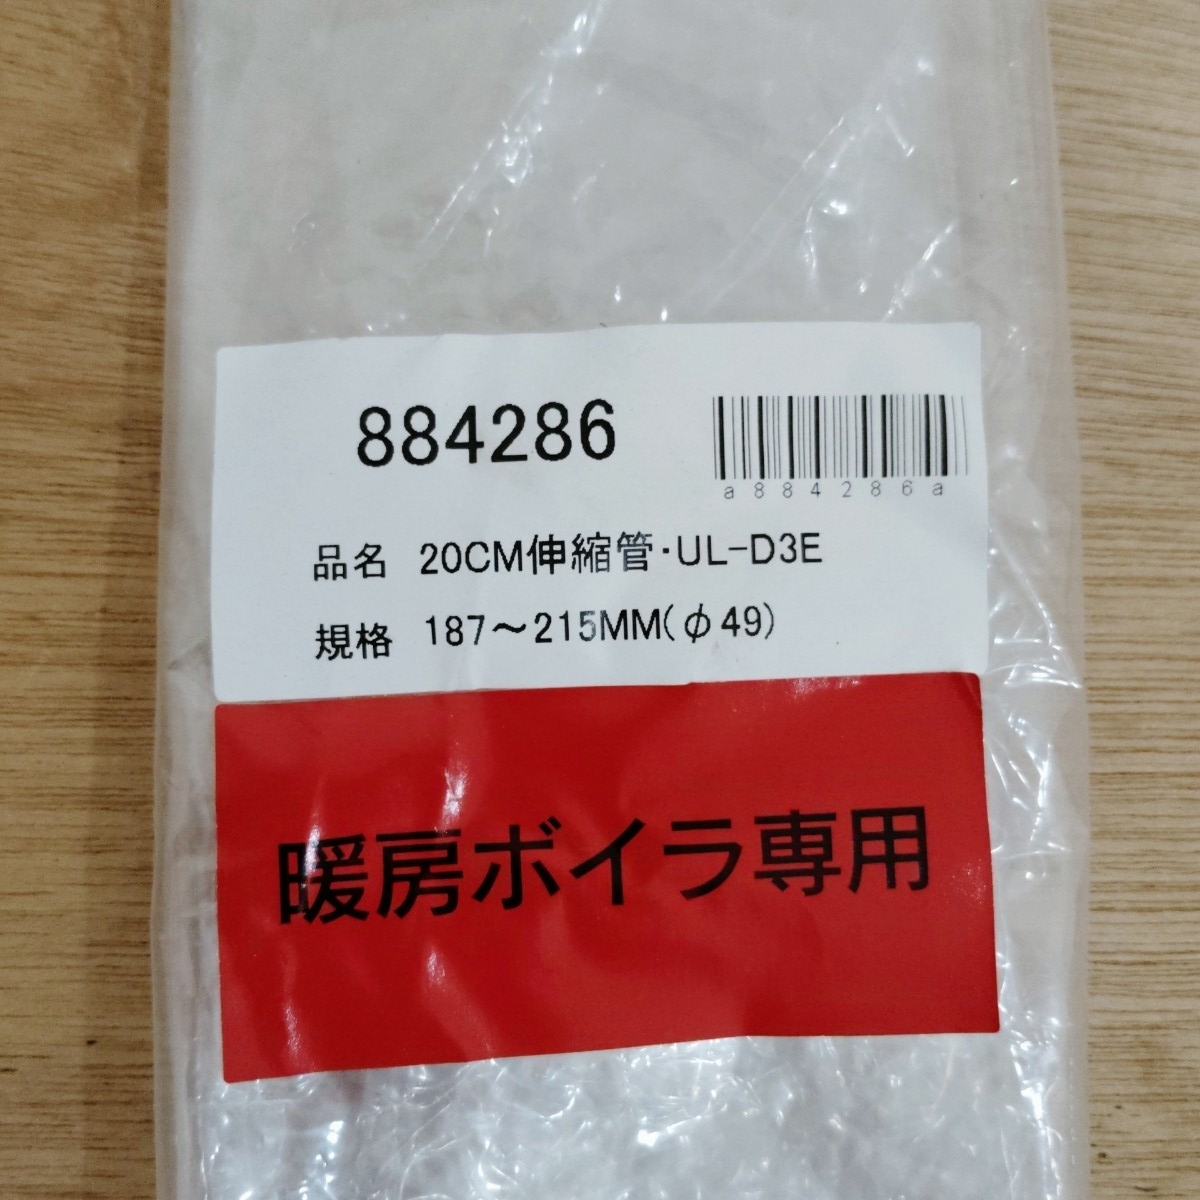 884286
a884286a
品名 20CM伸縮管・UL-D3E
規格 187～215MM(φ49)
暖房ボイラ専用